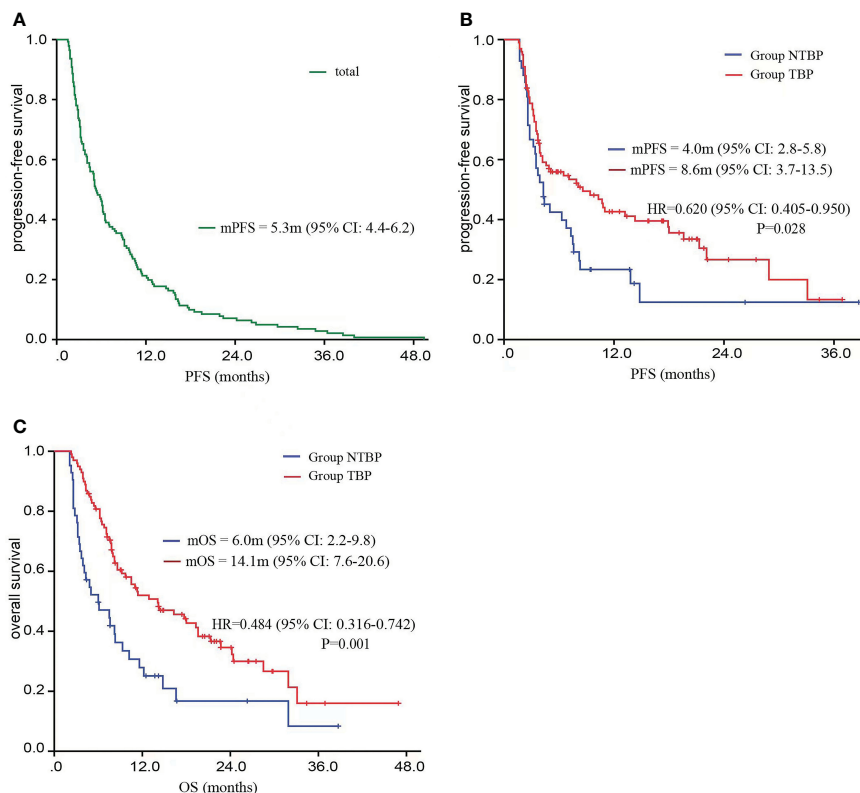 A
1.0
0.8
0.6
0.4
0.2
0.0
progression-free survival
total
mPFS = 5.3m (95% CI: 4.4-6.2)
.0 12.0 24.0 36.0 48.0
PFS (months)
B
1.0
0.8
0.6
0.4
0.2
0.0
progression-free survival
Group NTBP
Group TBP
mPFS = 4.0m (95% CI: 2.8-5.8)
mPFS = 8.6m (95% CI: 3.7-13.5)
HR=0.620 (95% CI: 0.405-0.950)
P=0.028
.0 12.0 24.0 36.0
PFS (months)
C
1.0
0.8
0.6
0.4
0.2
0.0
overall survival
Group NTBP
Group TBP
mOS = 6.0m (95% CI: 2.2-9.8)
mOS = 14.1m (95% CI: 7.6-20.6)
HR=0.484 (95% CI: 0.316-0.742)
P=0.001
.0 12.0 24.0 36.0 48.0
OS (months)